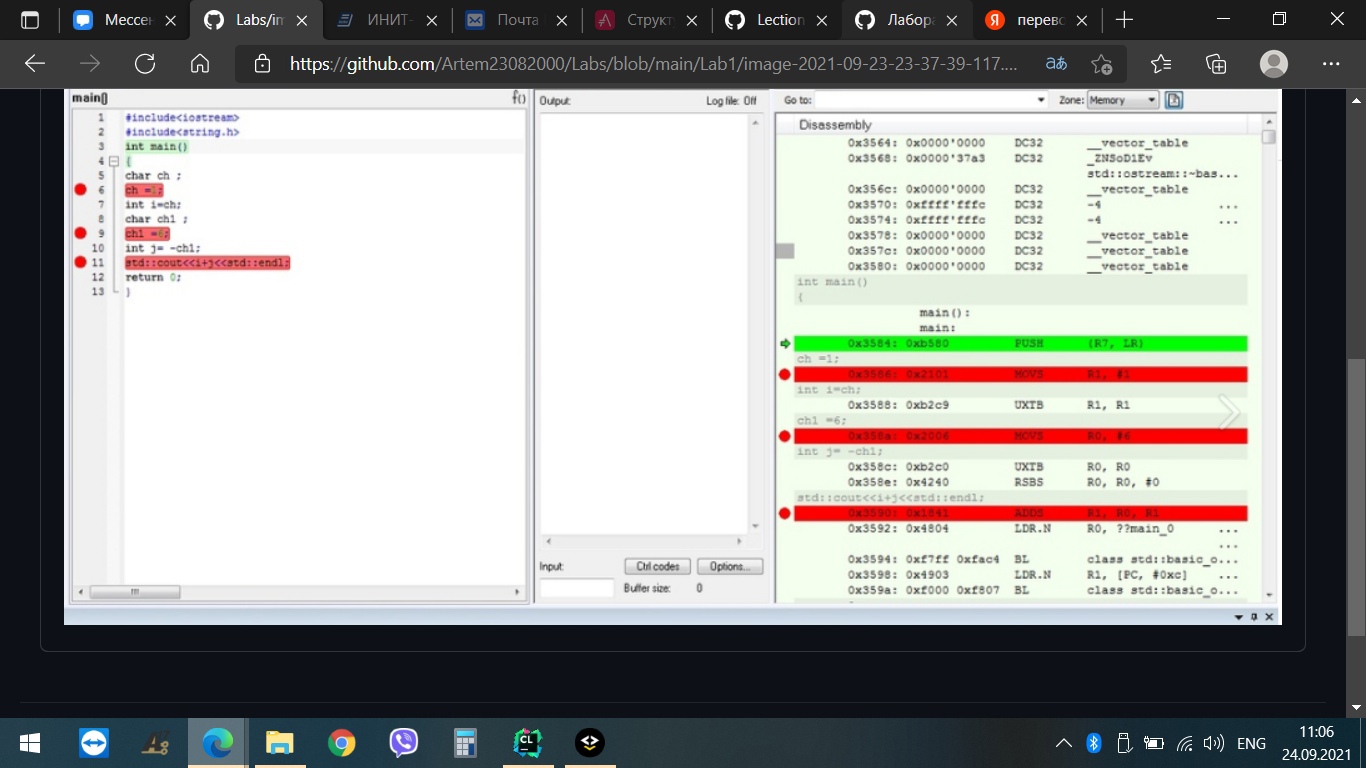 Мессен
Labs/im
ИНИТ-
Почта
Структ
Lection
Лабора
перево
https://github.com/Artem23082000/Labs/blob/main/Lab1/image-2021-09-23-23-37-39-117....
main()
f()
1 #include<iostream>
2 #include<string.h>
3 int main()
4 {
5 char ch ;
6 ch =1;
7 int i=ch;
8 char ch1 ;
9 ch1 =6;
10 int j= -ch1;
11 std::cout<<i+j<<std::endl;
12 return 0;
13 }
Output: Log file: Off
Input: Ctrl codes Options...
Buffer size: 0
Go to: Zone: Memory
Disassembly
0x3564: 0x0000'0000 DC32 __vector_table
0x3568: 0x0000'37a3 DC32 _ZNSoD1Ev
std::ostream::~bas...
0x356c: 0x0000'0000 DC32 __vector_table
0x3570: 0xffff'fffc DC32 -4 ...
0x3574: 0xffff'fffc DC32 -4 ...
0x3578: 0x0000'0000 DC32 __vector_table
0x357c: 0x0000'0000 DC32 __vector_table
0x3580: 0x0000'0000 DC32 __vector_table
int main()
{
main():
main:
0x3584: 0xb580 PUSH {R7, LR}
ch =1;
0x3586: 0x2101 MOVS R1, #1
int i=ch;
0x3588: 0xb2c9 UXTB R1, R1
ch1 =6;
0x358a: 0x2006 MOVS R0, #6
int j= -ch1;
0x358c: 0xb2c0 UXTB R0, R0
0x358e: 0x4240 RSBS R0, R0, #0
std::cout<<i+j<<std::endl;
0x3590: 0x1841 ADDS R1, R0, R1
0x3592: 0x4804 LDR.N R0, ??main_0 ...
...
0x3594: 0xf7ff 0xfac4 BL class std::basic_o...
0x3598: 0x4903 LDR.N R1, [PC, #0xc] ...
0x359a: 0xf000 0xf807 BL class std::basic_o...
ENG
11:06
24.09.2021